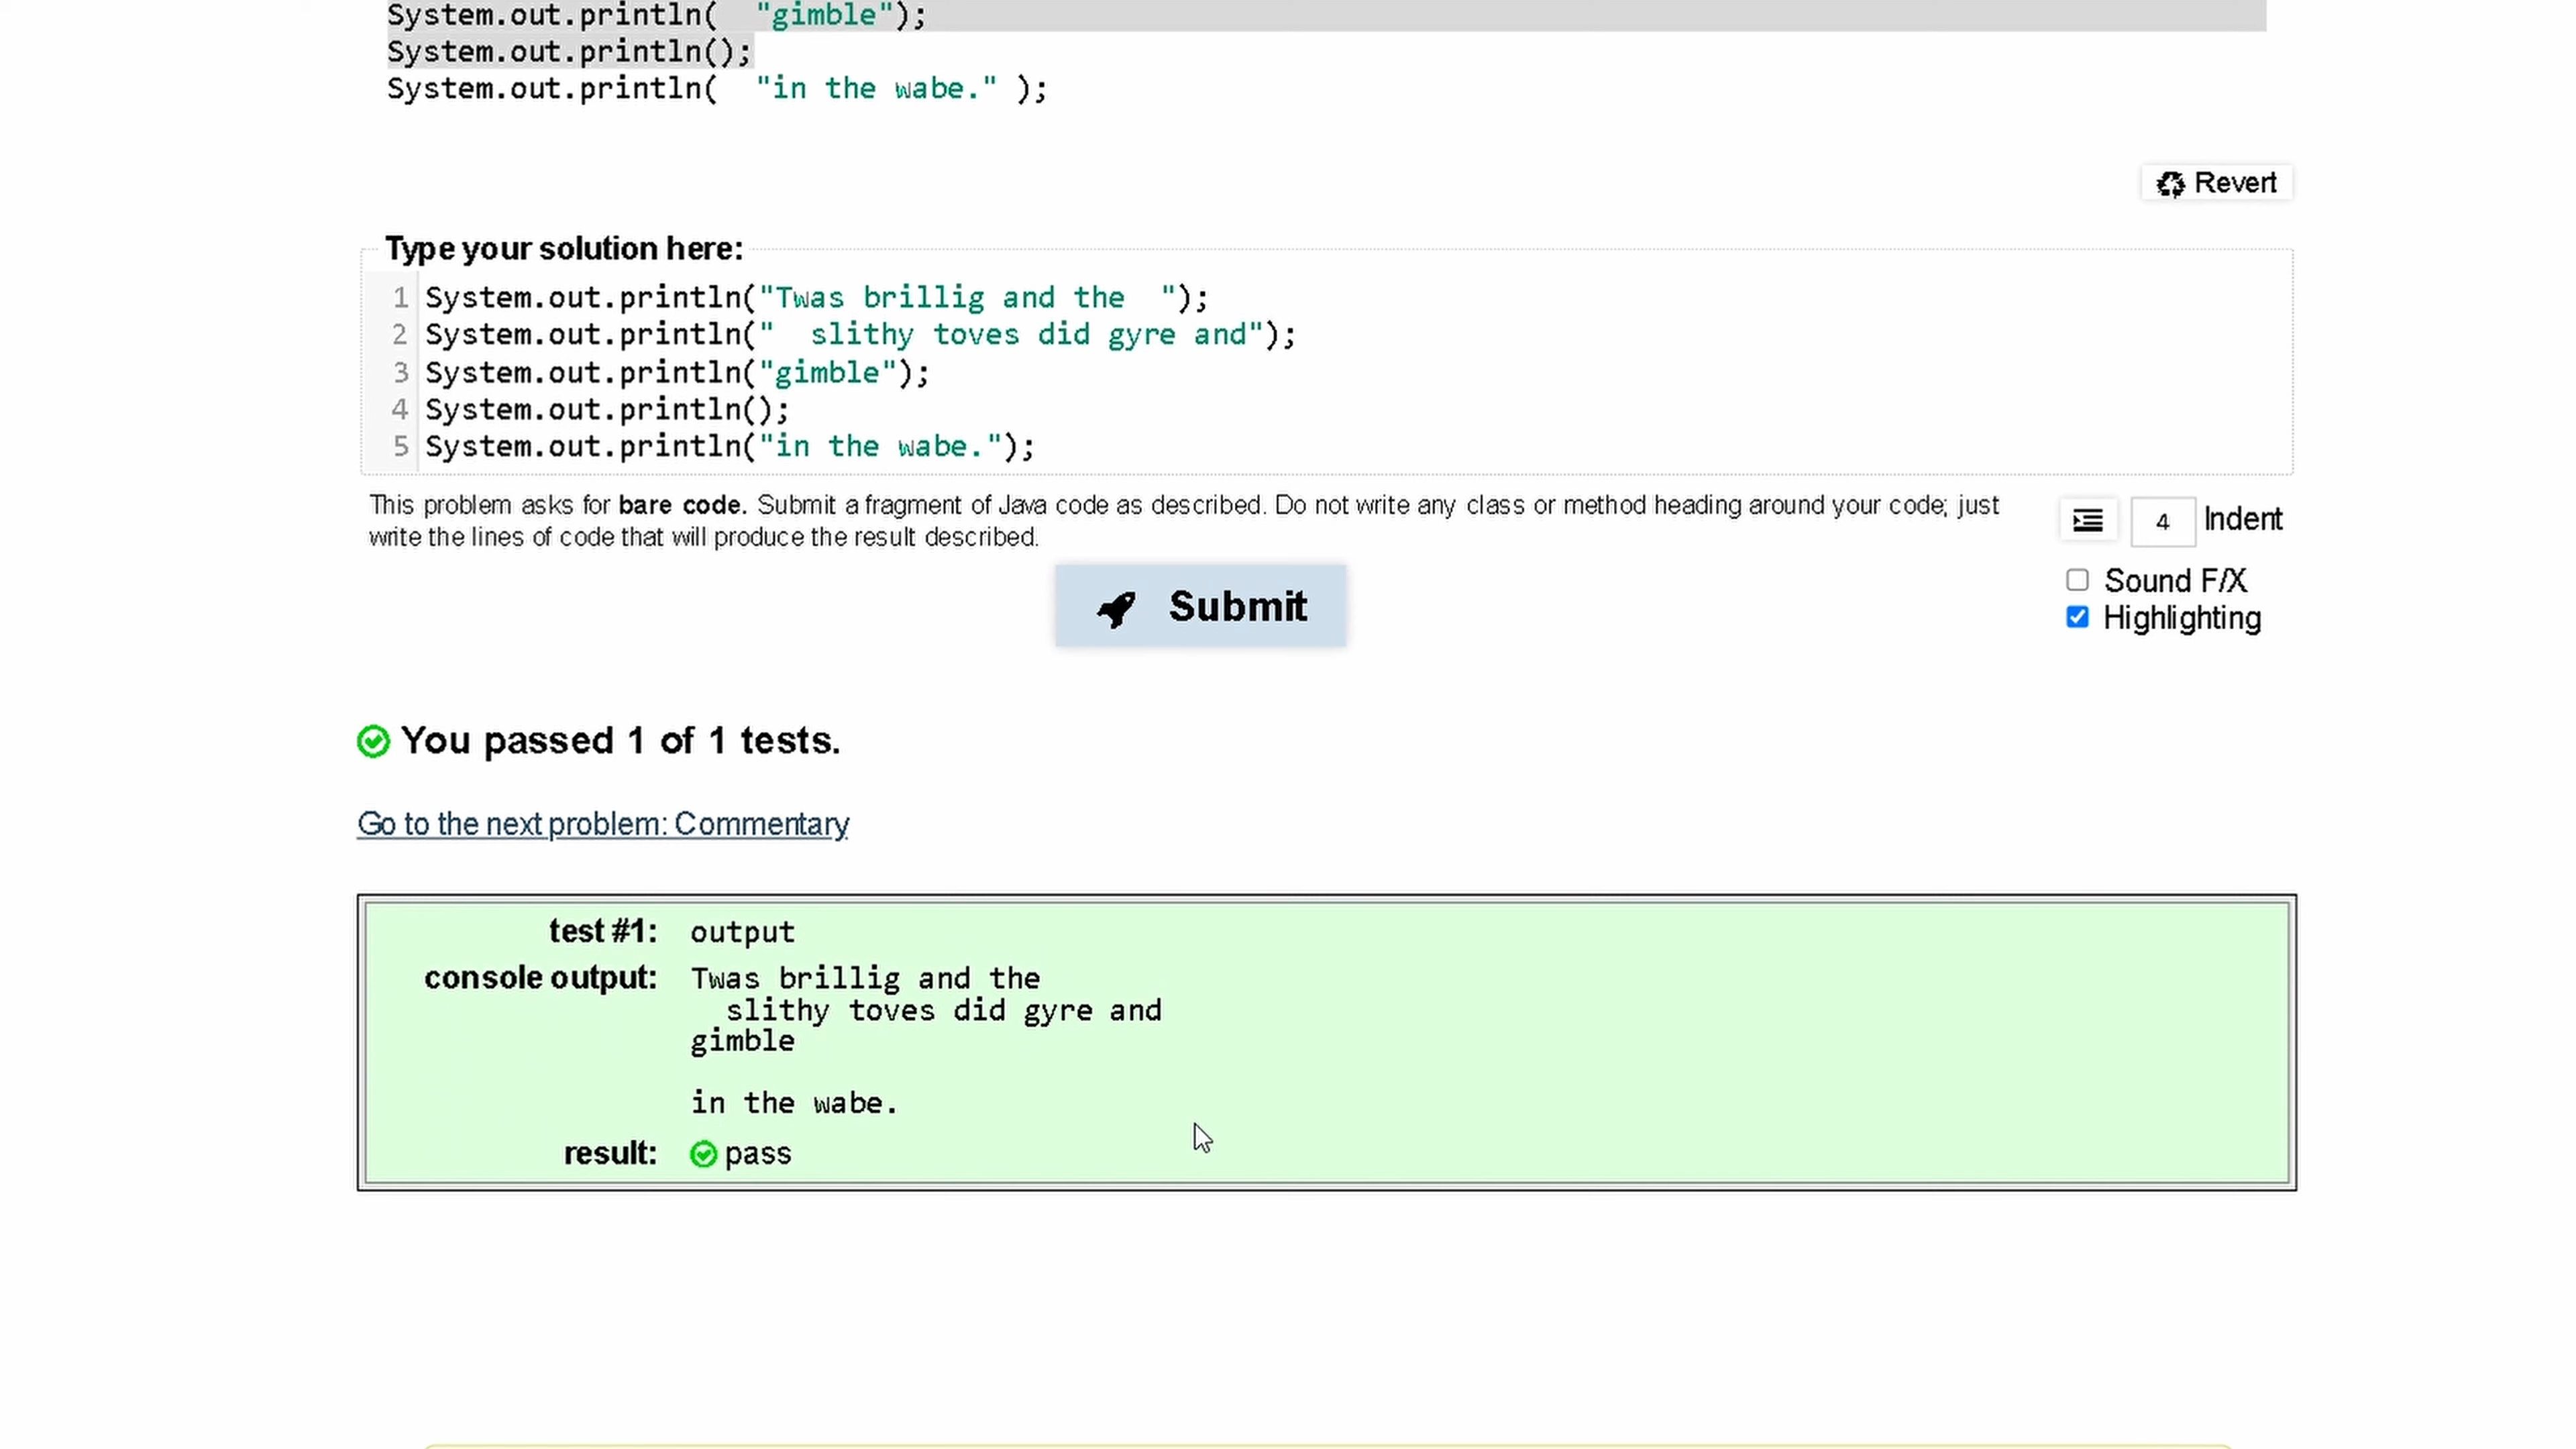 System.out.println(  "gimble");
System.out.println();
System.out.println(  "in the wabe." );
Revert
Type your solution here:
1 System.out.println("Twas brillig and the  ");
2 System.out.println("  slithy toves did gyre and");
3 System.out.println("gimble");
4 System.out.println();
5 System.out.println("in the wabe.");
This problem asks for bare code. Submit a fragment of Java code as described. Do not write any class or method heading around your code; just
write the lines of code that will produce the result described.
4 Indent
Sound F/X
Highlighting
Submit
You passed 1 of 1 tests.
Go to the next problem: Commentary
test #1: output
console output: Twas brillig and the
  slithy toves did gyre and
gimble
in the wabe.
result: pass